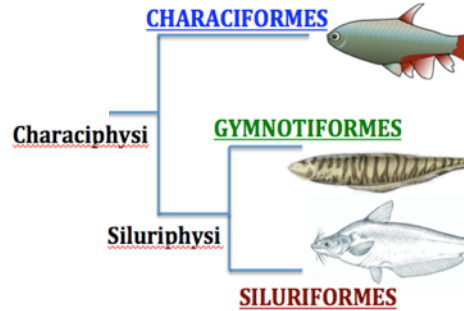 CHARACIFORMES
Characiphysi
GYMNOTIFORMES
Siluriphysi
SILURIFORMES